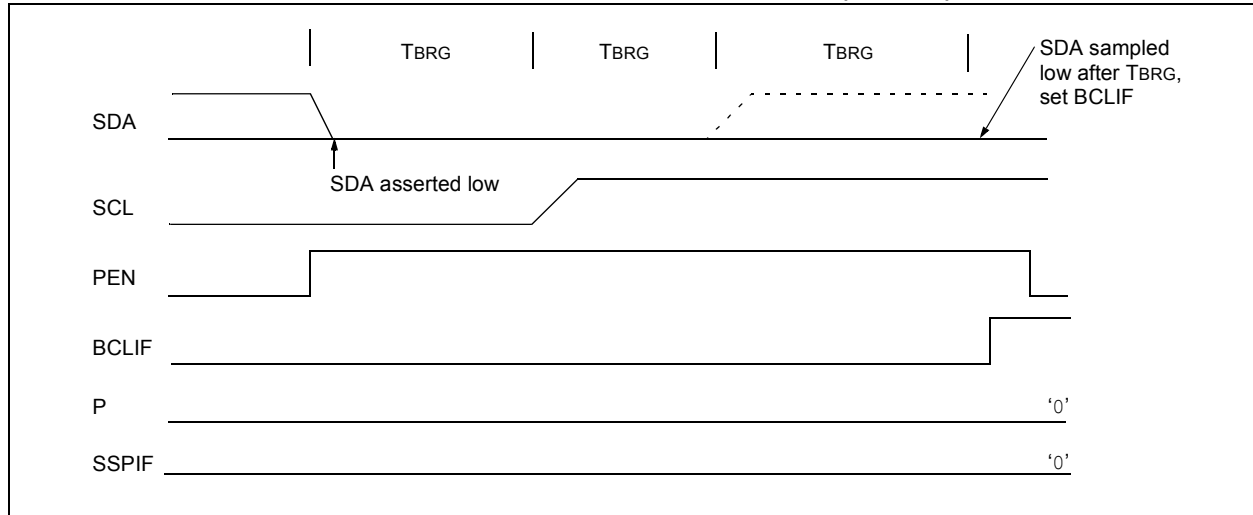 TBRG TBRG TBRG
SDA sampled
low after TBRG,
set BCLIF
SDA
SDA asserted low
SCL
PEN
BCLIF
P '0'
SSPIF '0'